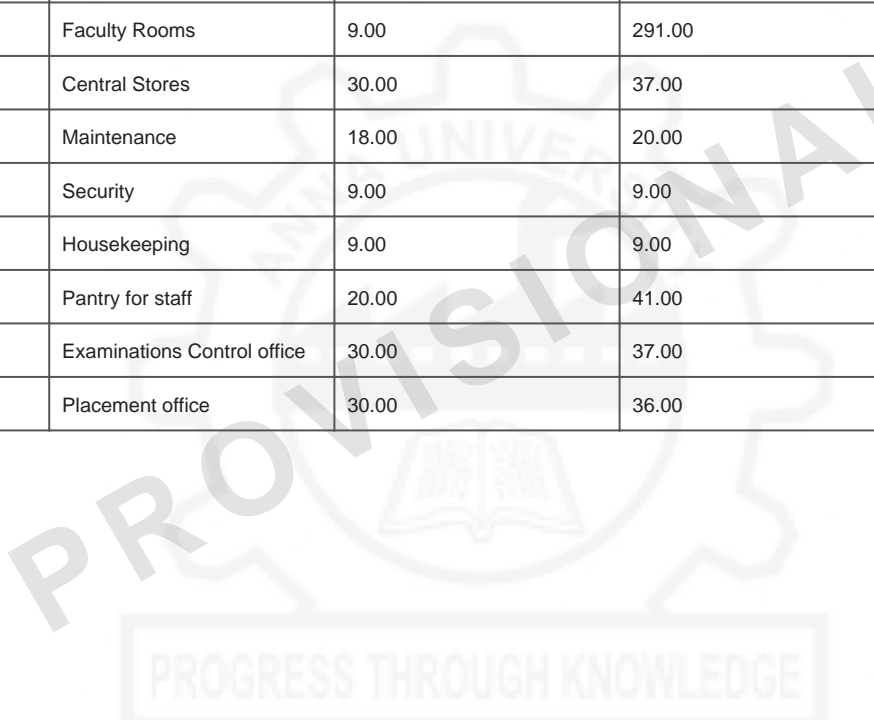 Faculty Rooms 9.00 291.00
Central Stores 30.00 37.00
Maintenance 18.00 20.00
Security 9.00 9.00
Housekeeping 9.00 9.00
Pantry for staff 20.00 41.00
Examinations Control office 30.00 37.00
Placement office 30.00 36.00
PROVISIONAL
ANNA UNIVERSI
PROGRESS THROUGH KNOWLEDGE